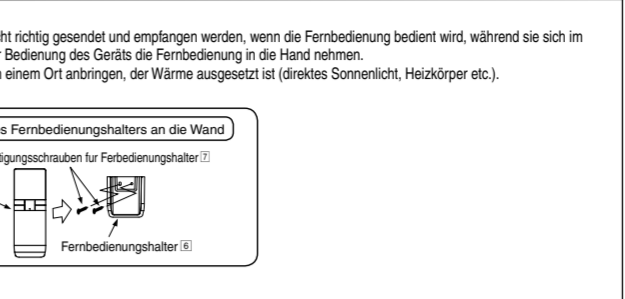 richtig gesendet und empfangen werden, wenn die Fernbedienung bedient wird, während sie sich im
Bedienung des Geräts die Fernbedienung in die Hand nehmen.
einem Ort anbringen, der Wärme ausgesetzt ist (direktes Sonnenlicht, Heizkörper etc.).
Fernbedienungshalters an die Wand
fur Ferbedienungshalter 7
Fernbedienungshalter 6